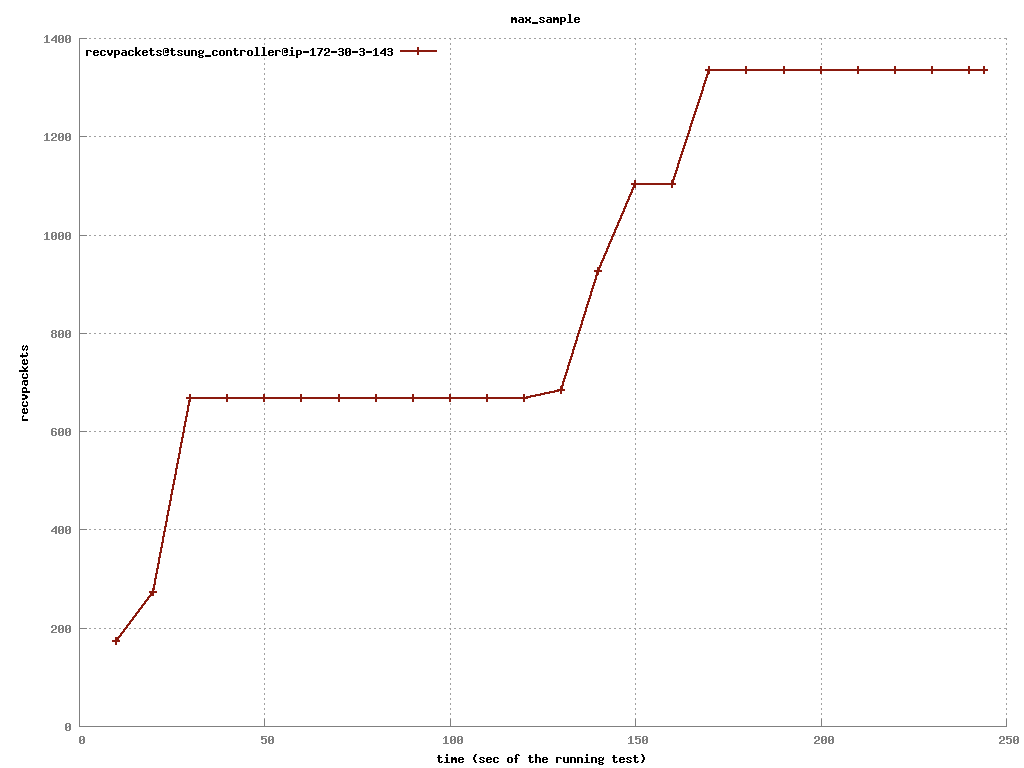 max_sample
recvpackets@tsung_controller@ip-172-30-3-143
1400
1200
1000
800
600
400
200
0
recvpackets
0 50 100 150 200 250
time (sec of the running test)